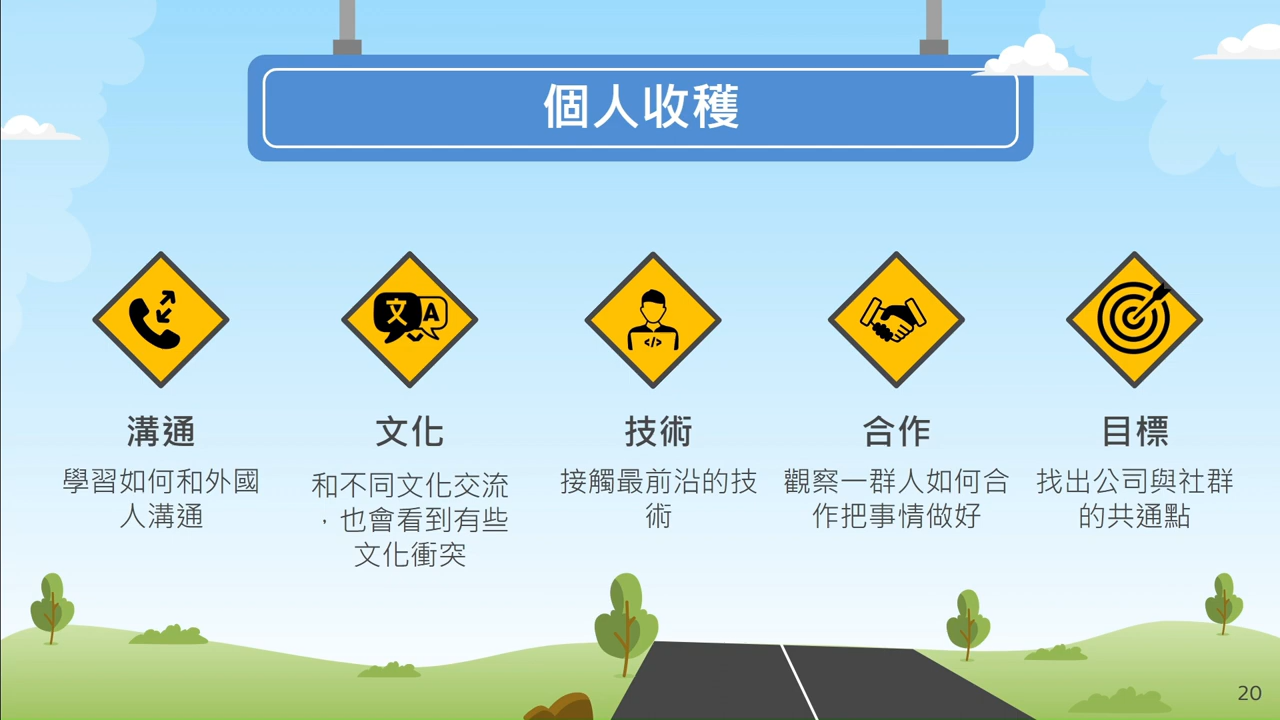 個人收穫
文 A
</>
溝通
學習如何和外國
人溝通
文化
和不同文化交流
，也會看到有些
文化衝突
技術
接觸最前沿的技
術
合作
觀察一群人如何合
作把事情做好
目標
找出公司與社群
的共通點
20